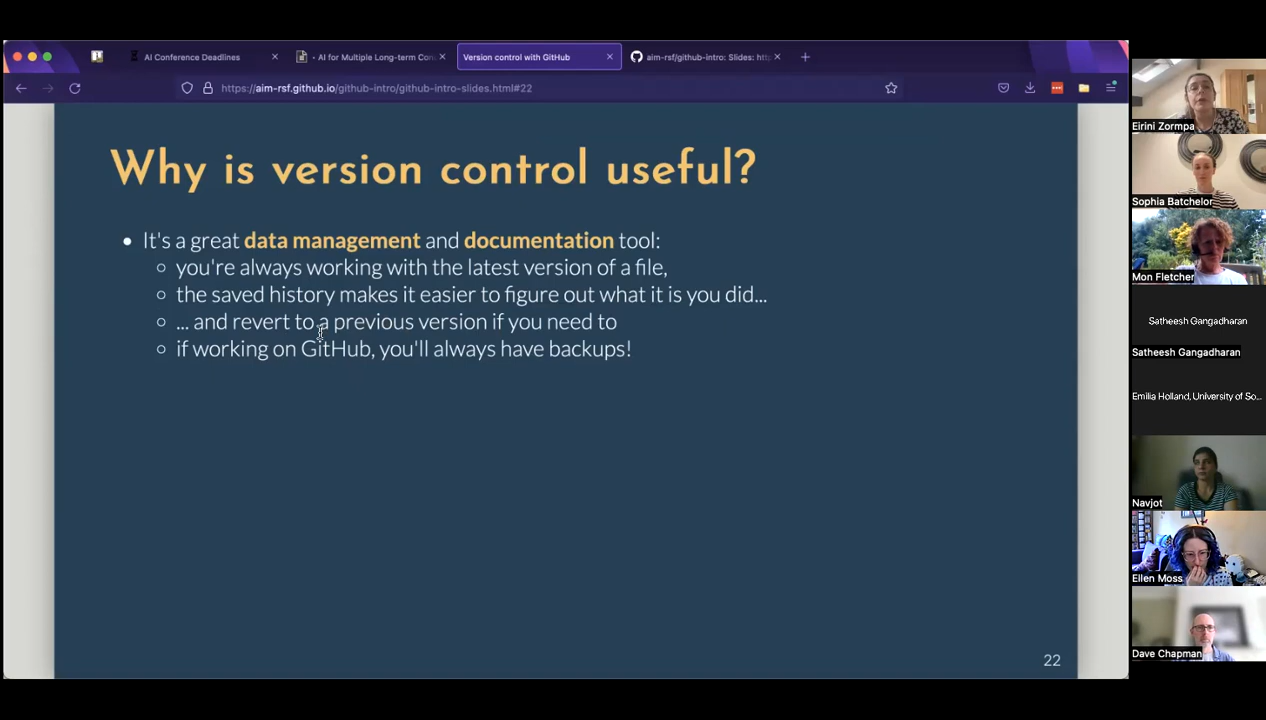 AI Conference Deadlines
· AI for Multiple Long-term Con
Version control with GitHub
aim-rsf/github-intro: Slides: http
https://aim-rsf.github.io/github-intro/github-intro-slides.html#22
Why is version control useful?
It's a great data management and documentation tool:
you're always working with the latest version of a file,
the saved history makes it easier to figure out what it is you did...
... and revert to a previous version if you need to
if working on GitHub, you'll always have backups!
22
Eirini Zormpa
Sophia Batchelor
Mon Fletcher
Satheesh Gangadharan
Satheesh Gangadharan
Emilia Holland, University of So...
Navjot
Ellen Moss
Dave Chapman